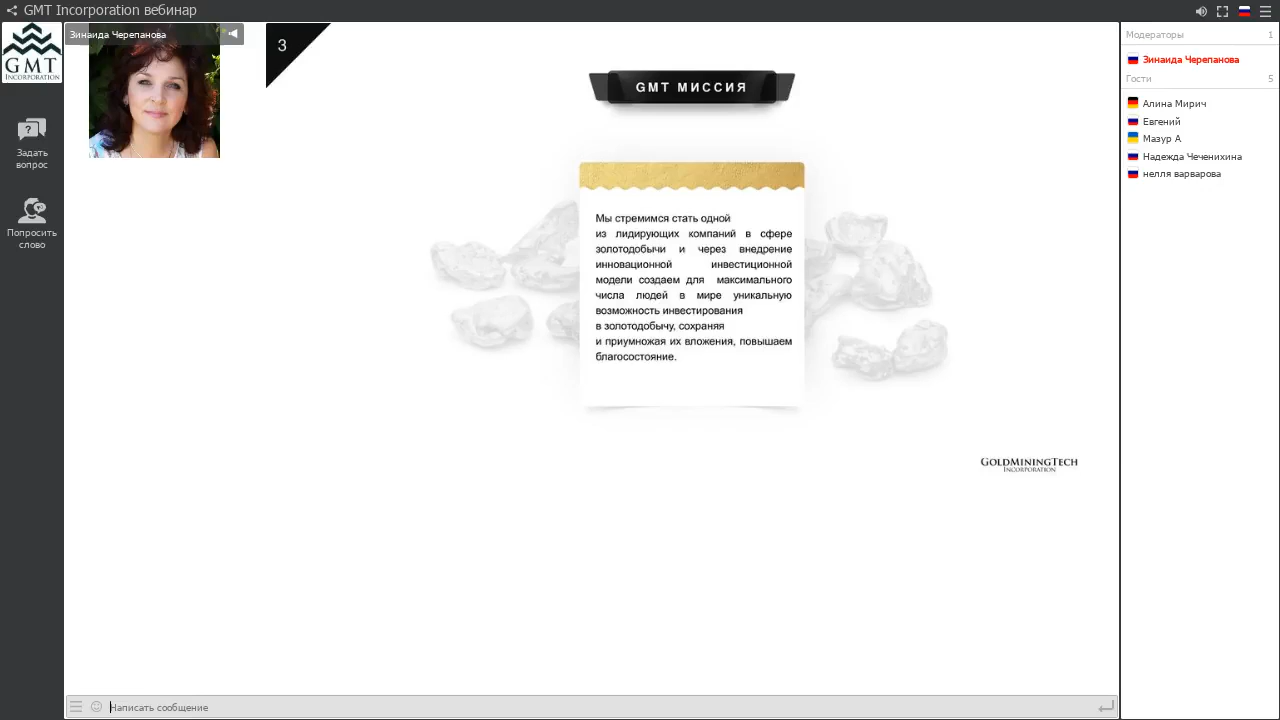 GMT Incorporation вебинар
GMT
INCORPORATION
Зинаида Черепанова
Задать
вопрос
Попросить
слово
3
GMT МИССИЯ
Мы стремимся стать одной
из лидирующих компаний в сфере
золотодобычи и через внедрение
инновационной инвестиционной
модели создаем для максимального
числа людей в мире уникальную
возможность инвестирования
в золотодобычу, сохраняя
и приумножая их вложения, повышаем
благосостояние.
GOLDMININGTECH
INCORPORATION
Написать сообщение
Модераторы 1
Зинаида Черепанова
Гости 5
Алина Мирич
Евгений
Мазур А
Надежда Чеченихина
нелля варварова